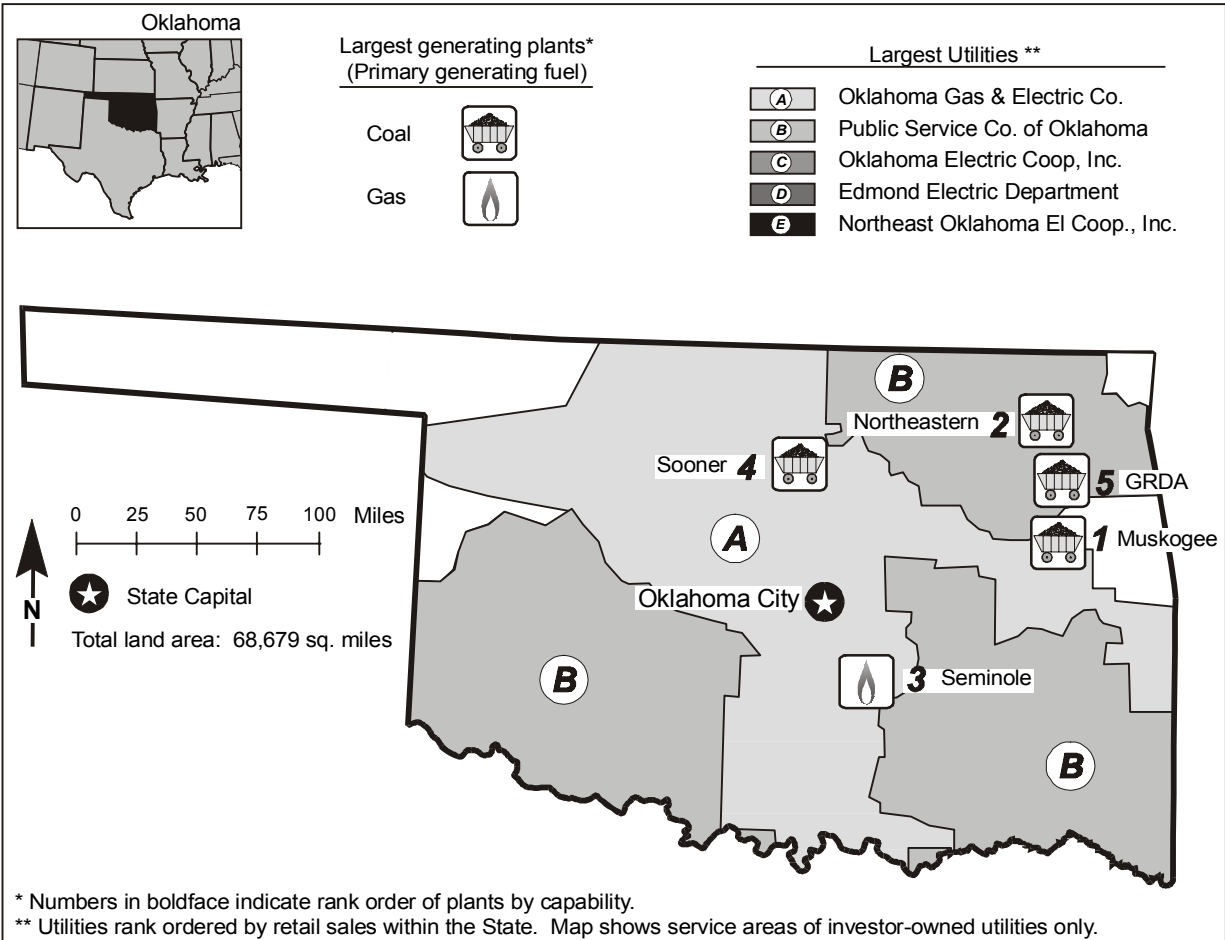 Oklahoma
Largest generating plants*
(Primary generating fuel)
Coal
Gas
Largest Utilities **
A Oklahoma Gas & Electric Co.
B Public Service Co. of Oklahoma
C Oklahoma Electric Coop, Inc.
D Edmond Electric Department
E Northeast Oklahoma El Coop., Inc.
B
Northeastern 2
Sooner 4
5 GRDA
0 25 50 75 100 Miles
A
1 Muskogee
State Capital
Oklahoma City
N
Total land area: 68,679 sq. miles
B
3 Seminole
B
* Numbers in boldface indicate rank order of plants by capability.
** Utilities rank ordered by retail sales within the State. Map shows service areas of investor-owned utilities only.